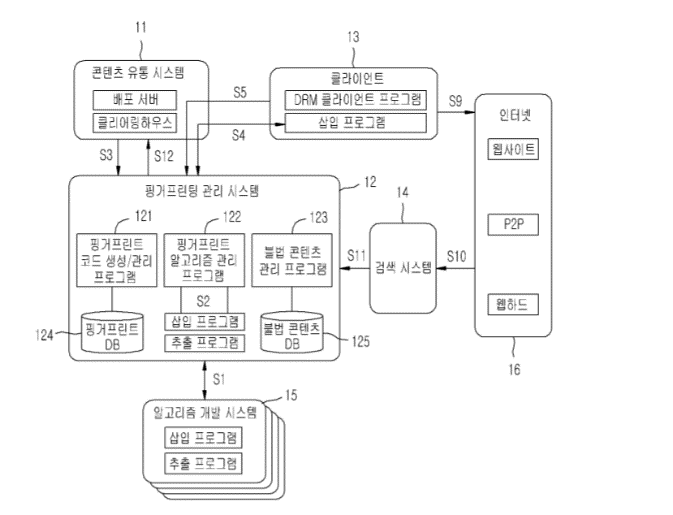 11
콘텐츠 유통 시스템
배포 서버
클리어링하우스
13
클라이언트
DRM 클라이언트 프로그램
삽입 프로그램
S5
S4
S9
인터넷
웹사이트
P2P
웹하드
16
S3
S12
핑거프린팅 관리 시스템
12
121
핑거프린트
코드 생성/관리
프로그램
122
핑거프린트
알고리즘 관리
프로그램
123
불법 콘텐츠
관리 프로그램
S2
124
핑거프린트
DB
삽입 프로그램
추출 프로그램
불법 콘텐츠
DB
125
14
검색 시스템
S11
S10
S1
15
알고리즘 개발 시스템
삽입 프로그램
추출 프로그램